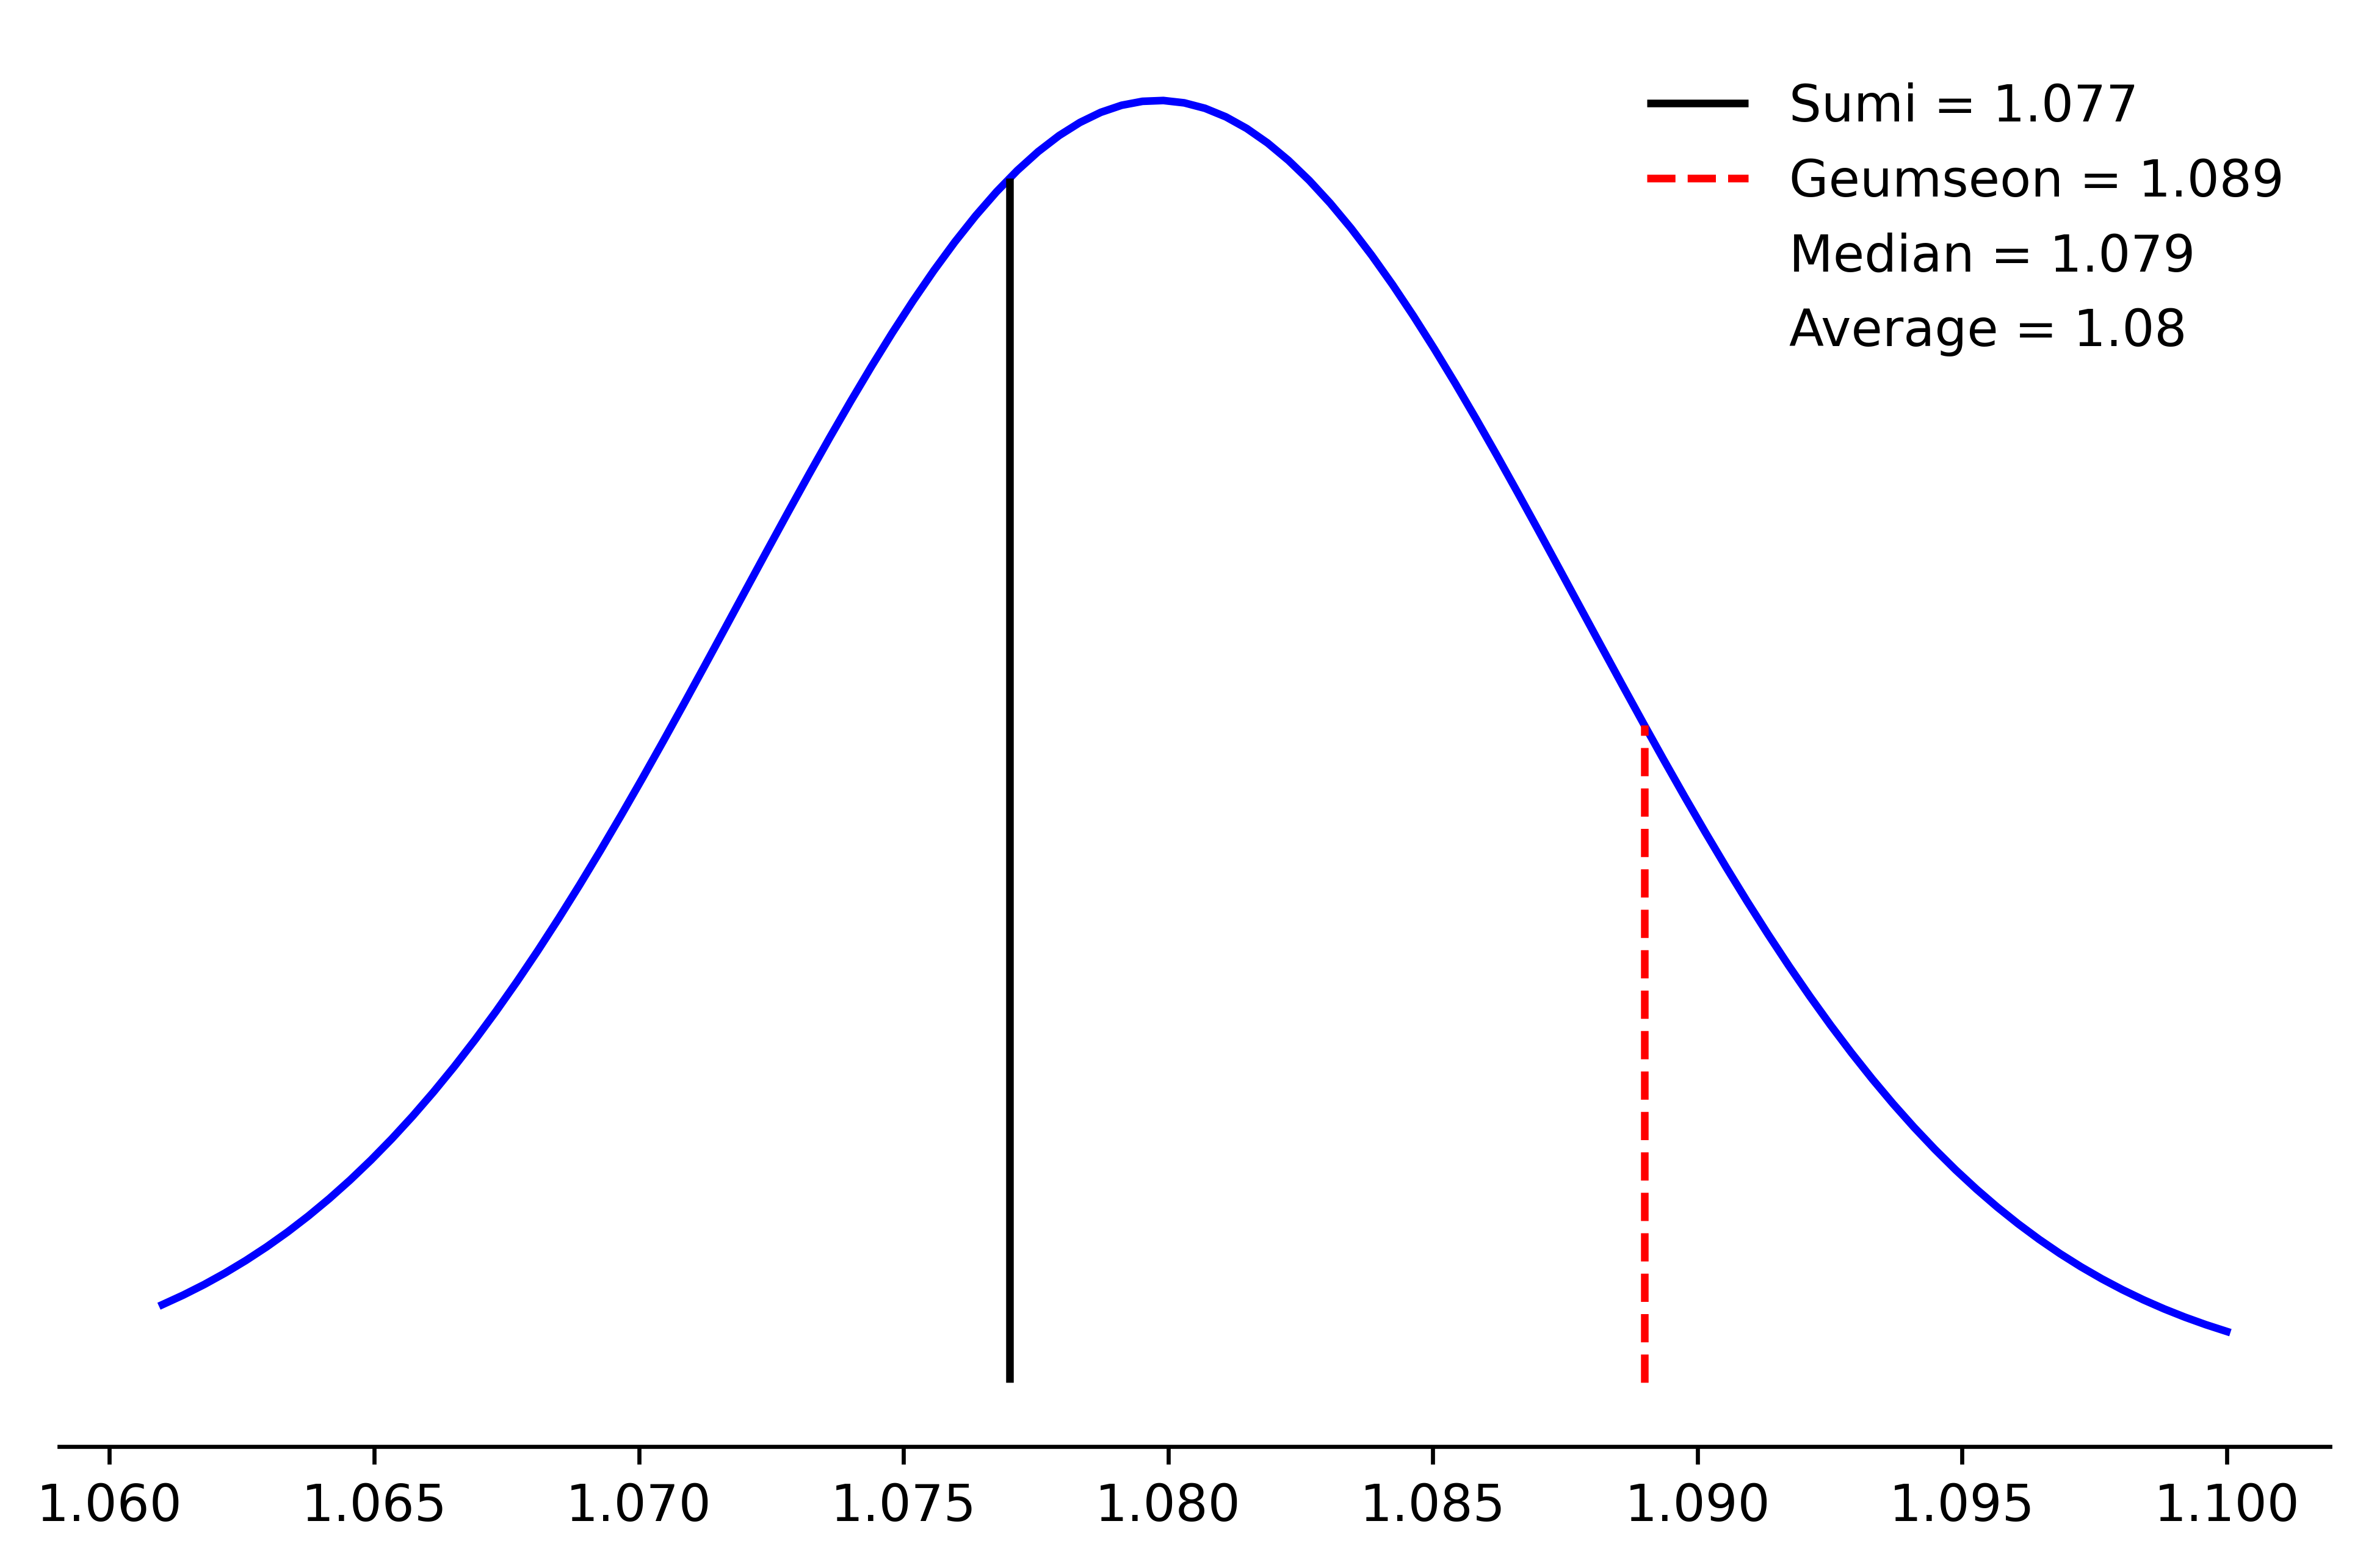 Sumi = 1.077
Geumseon = 1.089
Median = 1.079
Average = 1.08
1.060 1.065 1.070 1.075 1.080 1.085 1.090 1.095 1.100